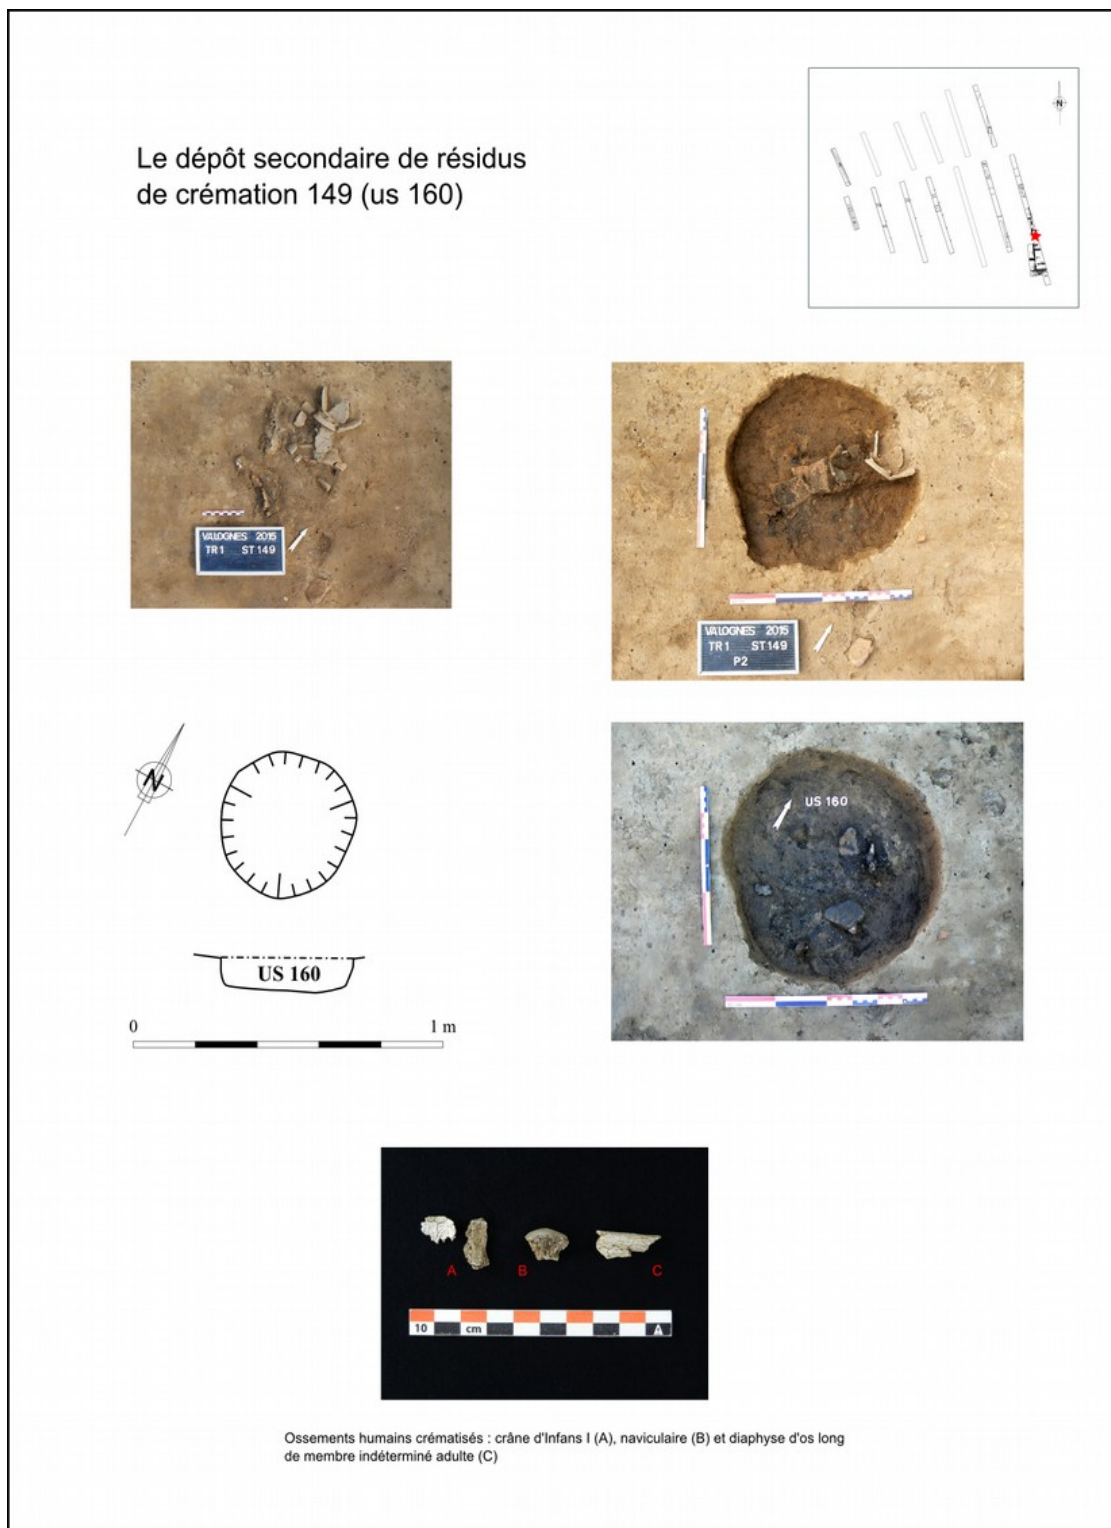 Le dépôt secondaire de résidus
de crémation 149 (us 160)
N
VALOGNES 2015
TR1 ST149
VALOGNES 2015
TR1 ST149
P2
N
US 160
0 1 m
US 160
A B C
10 cm A
Ossements humains crématisés : crâne d'Infans I (A), naviculaire (B) et diaphyse d'os long
de membre indéterminé adulte (C)